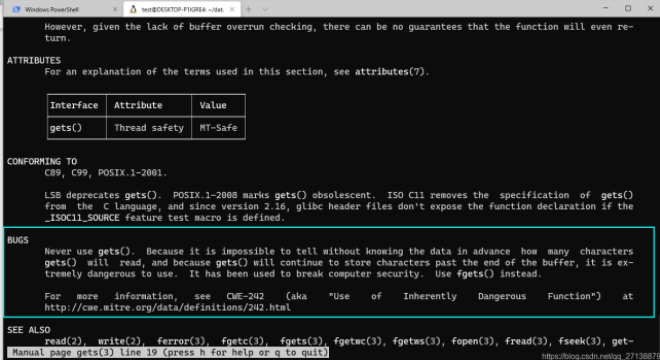 Windows PowerShell
test@DESKTOP-P1IGR8A: ~/dat
However, given the lack of buffer overrun checking, there can be no guarantees that the function will even re-
turn.
ATTRIBUTES
For an explanation of the terms used in this section, see attributes(7).
Interface Attribute Value
gets() Thread safety MT-Safe
CONFORMING TO
C89, C99, POSIX.1-2001.
LSB deprecates gets(). POSIX.1-2008 marks gets() obsolescent. ISO C11 removes the specification of gets()
from the C language, and since version 2.16, glibc header files don't expose the function declaration if the
_ISOC11_SOURCE feature test macro is defined.
BUGS
Never use gets(). Because it is impossible to tell without knowing the data in advance how many characters
gets() will read, and because gets() will continue to store characters past the end of the buffer, it is ex-
tremely dangerous to use. It has been used to break computer security. Use fgets() instead.
For more information, see CWE-242 (aka "Use of Inherently Dangerous Function") at
http://cwe.mitre.org/data/definitions/242.html
SEE ALSO
read(2), write(2), ferror(3), fgetc(3), fgets(3), fgetwc(3), fgetws(3), fopen(3), fread(3), fseek(3), get-
Manual page gets(3) line 19 (press h for help or q to quit)